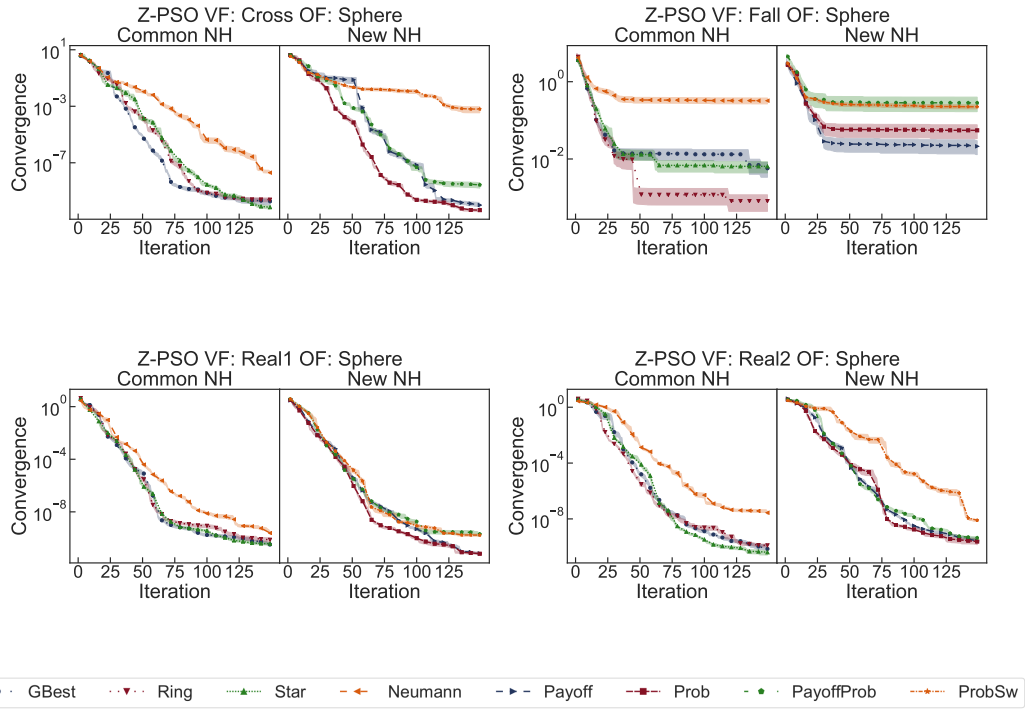 Z-PSO VF: Cross OF: Sphere
Common NH
New NH
Convergence
10^1
10^-3
10^-7
0 25 50 75 100 125
0 25 50 75 100 125
Iteration
Iteration
Z-PSO VF: Fall OF: Sphere
Common NH
New NH
Convergence
10^0
10^-2
0 25 50 75 100 125
0 25 50 75 100 125
Iteration
Iteration
Z-PSO VF: Real1 OF: Sphere
Common NH
New NH
Convergence
10^0
10^-4
10^-8
0 25 50 75 100 125
0 25 50 75 100 125
Iteration
Iteration
Z-PSO VF: Real2 OF: Sphere
Common NH
New NH
Convergence
10^0
10^-4
10^-8
0 25 50 75 100 125
0 25 50 75 100 125
Iteration
Iteration
GBest Ring Star Neumann Payoff Prob PayoffProb ProbSw